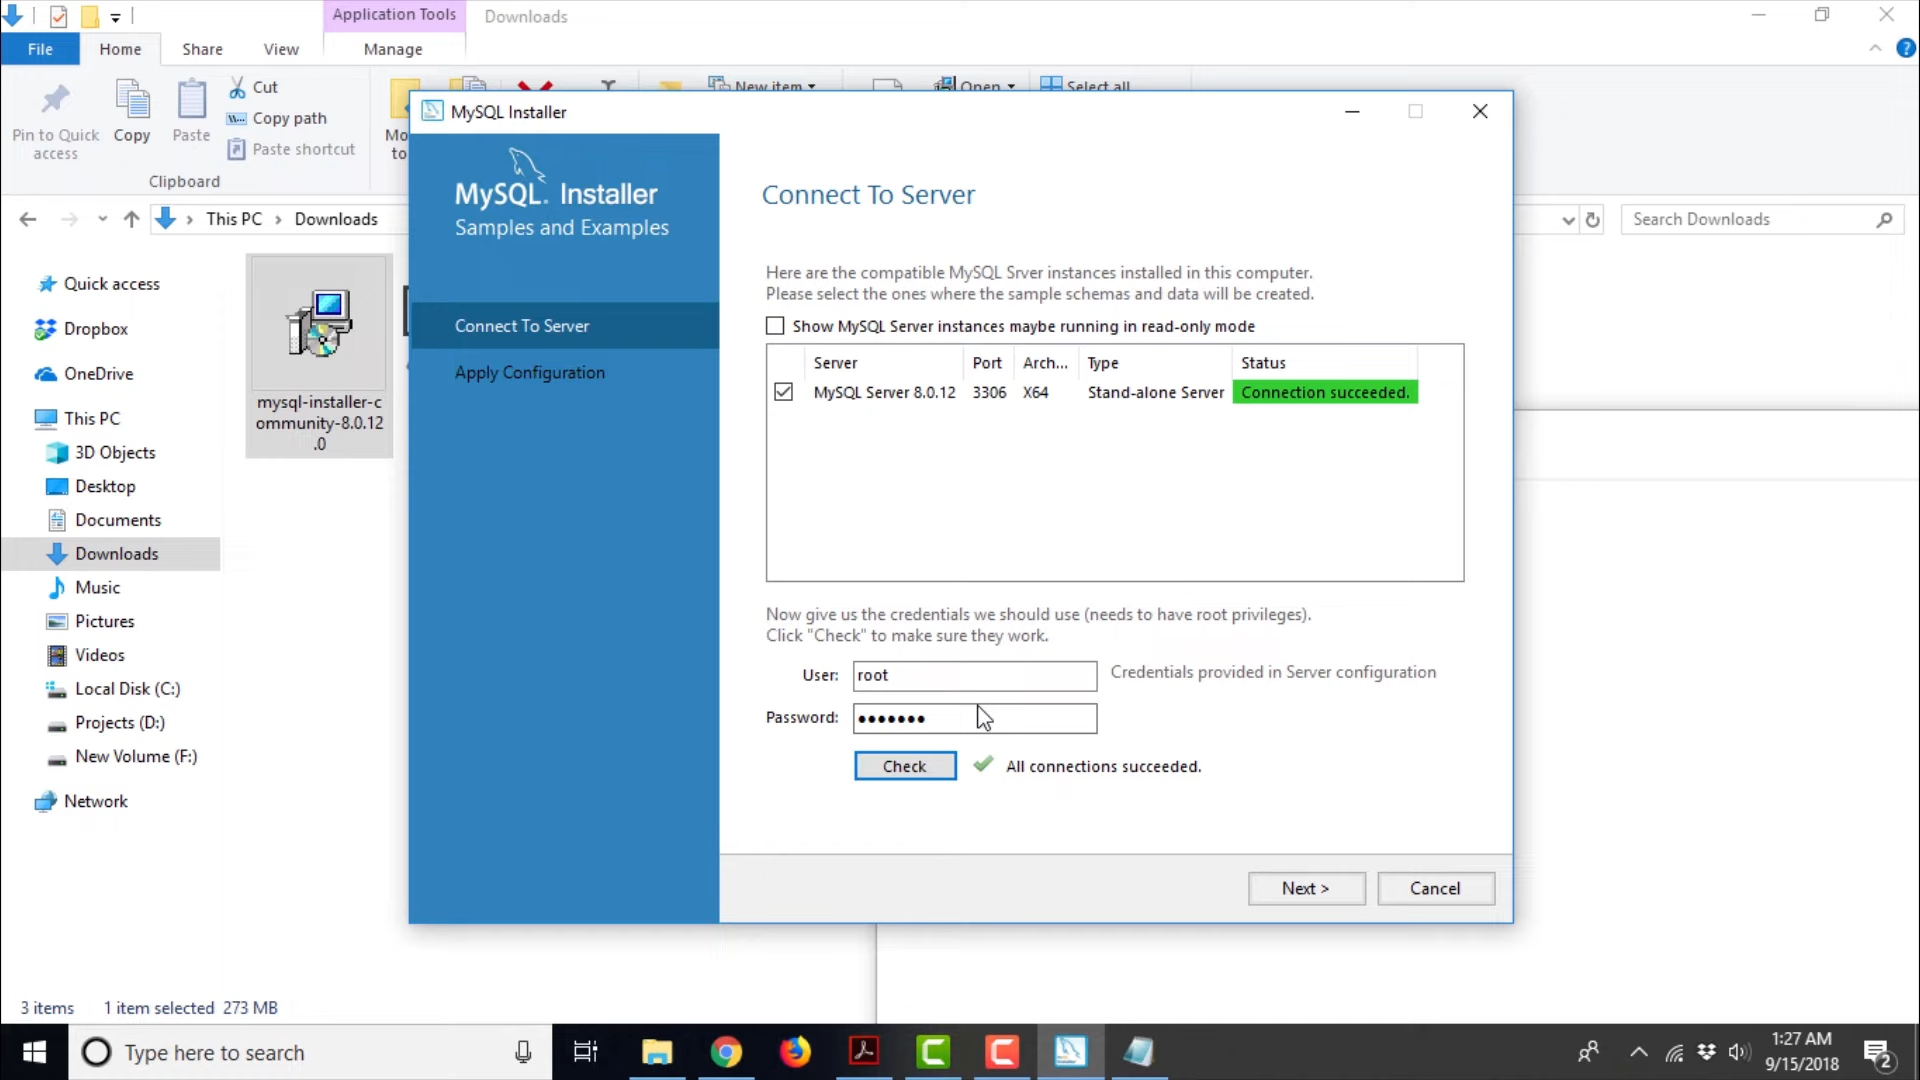 Application Tools
Downloads
File
Home
Share
View
Manage
Pin to Quick
access
Copy
Paste
Cut
Copy path
Paste shortcut
Clipboard
Mo
to
New item
Open
Select all
This PC
Downloads
Search Downloads
Quick access
Dropbox
OneDrive
This PC
3D Objects
Desktop
Documents
Downloads
Music
Pictures
Videos
Local Disk (C:)
Projects (D:)
New Volume (F:)
Network
mysql-installer-c
ommunity-8.0.12
.0
3 items
1 item selected 273 MB
MySQL Installer
MySQL. Installer
Samples and Examples
Connect To Server
Apply Configuration
Connect To Server
Here are the compatible MySQL Srver instances installed in this computer.
Please select the ones where the sample schemas and data will be created.
Show MySQL Server instances maybe running in read-only mode
Server Port Arch... Type Status
MySQL Server 8.0.12 3306 X64 Stand-alone Server Connection succeeded.
Now give us the credentials we should use (needs to have root privileges).
Click "Check" to make sure they work.
User: root Credentials provided in Server configuration
Password: ●●●●●●●
Check All connections succeeded.
Next > Cancel
Type here to search
1:27 AM
9/15/2018
2